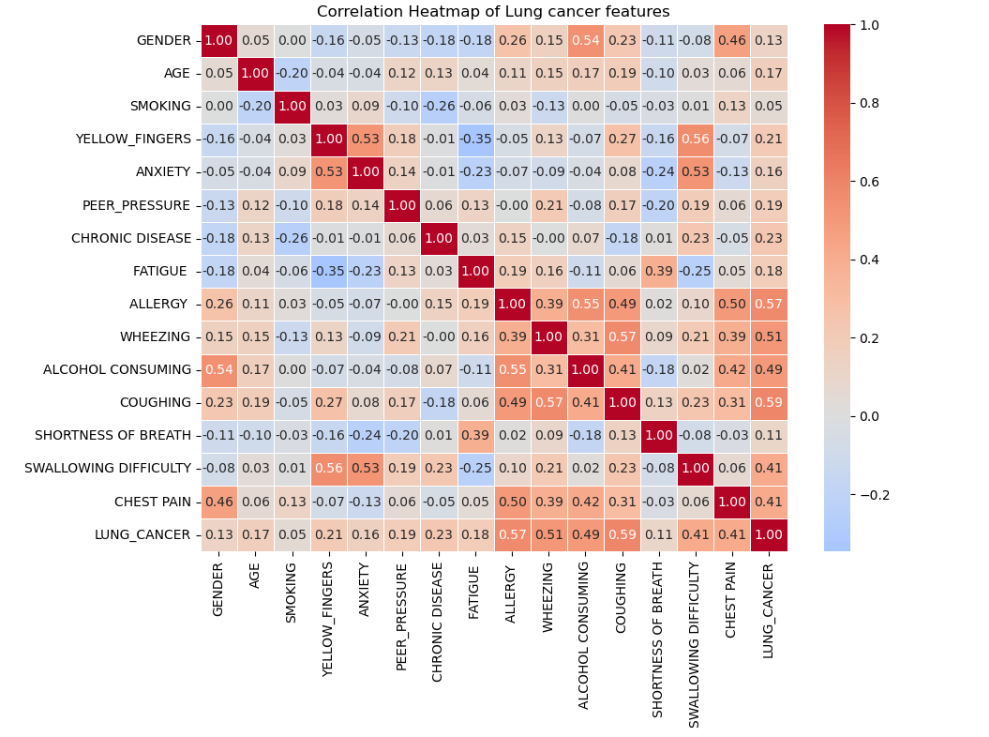 Correlation Heatmap of Lung cancer features
GENDER 1.00 0.05 0.00 -0.16 -0.05 -0.13 -0.18 -0.18 0.26 0.15 0.54 0.23 -0.11 -0.08 0.46 0.13
AGE 0.05 1.00 -0.20 -0.04 -0.04 0.12 0.13 0.04 0.11 0.15 0.17 0.19 -0.10 0.03 0.06 0.17
SMOKING 0.00 -0.20 1.00 0.03 0.09 -0.10 -0.26 -0.06 0.03 -0.13 0.00 -0.05 -0.03 0.01 0.13 0.05
YELLOW_FINGERS -0.16 -0.04 0.03 1.00 0.53 0.18 -0.01 -0.35 -0.05 0.13 -0.07 0.27 -0.16 0.56 -0.07 0.21
ANXIETY -0.05 -0.04 0.09 0.53 1.00 0.14 -0.01 -0.23 -0.07 -0.09 -0.04 0.08 -0.24 0.53 -0.13 0.16
PEER_PRESSURE -0.13 0.12 -0.10 0.18 0.14 1.00 0.06 0.13 -0.00 0.21 -0.08 0.17 -0.20 0.19 0.06 0.19
CHRONIC DISEASE -0.18 0.13 -0.26 -0.01 -0.01 0.06 1.00 0.03 0.15 -0.00 0.07 -0.18 0.01 0.23 -0.05 0.23
FATIGUE -0.18 0.04 -0.06 -0.35 -0.23 0.13 0.03 1.00 0.19 0.16 -0.11 0.06 0.39 -0.25 0.05 0.18
ALLERGY 0.26 0.11 0.03 -0.05 -0.07 -0.00 0.15 0.19 1.00 0.39 0.55 0.49 0.02 0.10 0.50 0.57
WHEEZING 0.15 0.15 -0.13 0.13 -0.09 0.21 -0.00 0.16 0.39 1.00 0.31 0.57 0.09 0.21 0.39 0.51
ALCOHOL CONSUMING 0.54 0.17 0.00 -0.07 -0.04 -0.08 0.07 -0.11 0.55 0.31 1.00 0.41 -0.18 0.02 0.42 0.49
COUGHING 0.23 0.19 -0.05 0.27 0.08 0.17 -0.18 0.06 0.49 0.57 0.41 1.00 0.13 0.23 0.31 0.59
SHORTNESS OF BREATH -0.11 -0.10 -0.03 -0.16 -0.24 -0.20 0.01 0.39 0.02 0.09 -0.18 0.13 1.00 -0.08 -0.03 0.11
SWALLOWING DIFFICULTY -0.08 0.03 0.01 0.56 0.53 0.19 0.23 -0.25 0.10 0.21 0.02 0.23 -0.08 1.00 0.06 0.41
CHEST PAIN 0.46 0.06 0.13 -0.07 -0.13 0.06 -0.05 0.05 0.50 0.39 0.42 0.31 -0.03 0.06 1.00 0.41
LUNG_CANCER 0.13 0.17 0.05 0.21 0.16 0.19 0.23 0.18 0.57 0.51 0.49 0.59 0.11 0.41 0.41 1.00
GENDER
AGE
SMOKING
YELLOW_FINGERS
ANXIETY
PEER_PRESSURE
CHRONIC DISEASE
FATIGUE
ALLERGY
WHEEZING
ALCOHOL CONSUMING
COUGHING
SHORTNESS OF BREATH
SWALLOWING DIFFICULTY
CHEST PAIN
LUNG_CANCER
1.0
0.8
0.6
0.4
0.2
0.0
−0.2